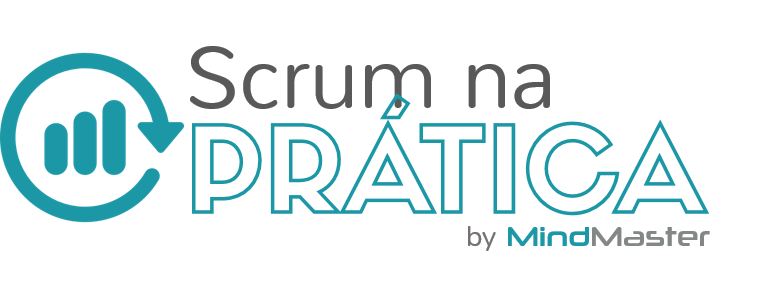 Scrum na
PRÁTICA
by MindMaster